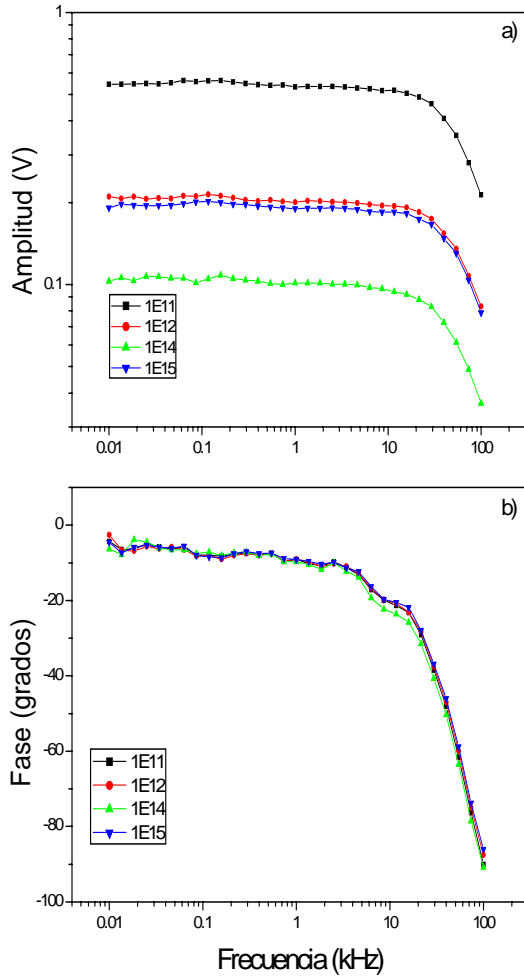 a)
1
0.1
Amplitud (V)
1E11
1E12
1E14
1E15
0.01 0.1 1 10 100
b)
0
-20
-40
-60
-80
-100
Fase (grados)
1E11
1E12
1E14
1E15
0.01 0.1 1 10 100
Frecuencia (kHz)